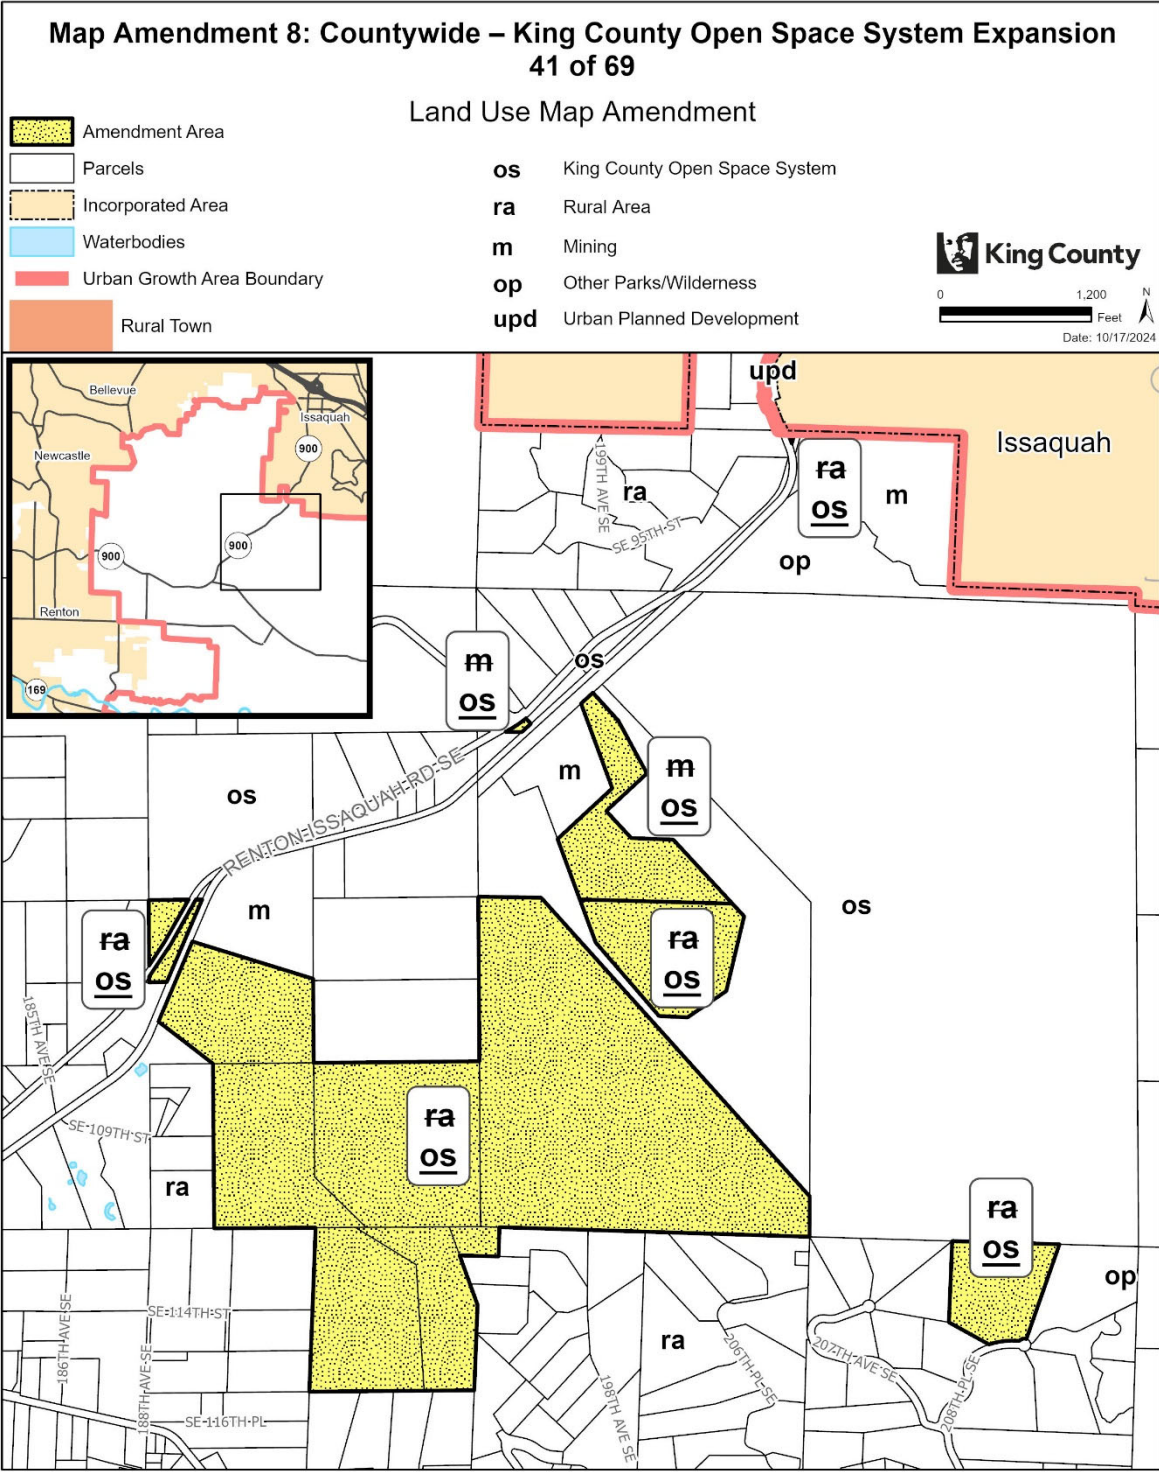 Map Amendment 8: Countywide – King County Open Space System Expansion
41 of 69
Land Use Map Amendment
Amendment Area
Parcels
Incorporated Area
Waterbodies
Urban Growth Area Boundary
Rural Town
os King County Open Space System
ra Rural Area
m Mining
op Other Parks/Wilderness
upd Urban Planned Development
King County
0 1,200
Feet
N
Date: 10/17/2024
Bellevue
Issaquah
900
Newcastle
900
900
Renton
169
upd
Issaquah
199TH AVE SE
ra
SE 95TH ST
ra
os
m
op
m
os
os
m
m
os
os
RENTON-ISSAQUAH-RD-SE
m
os
ra
os
ra
os
185TH AVE SE
SE 109TH ST
ra
os
ra
ra
os
op
186TH AVE SE
SE 114TH ST
188TH AVE SE
SE 116TH PL
198TH AVE SE
ra
206TH PL SE
207TH AVE SE
208TH PL SE